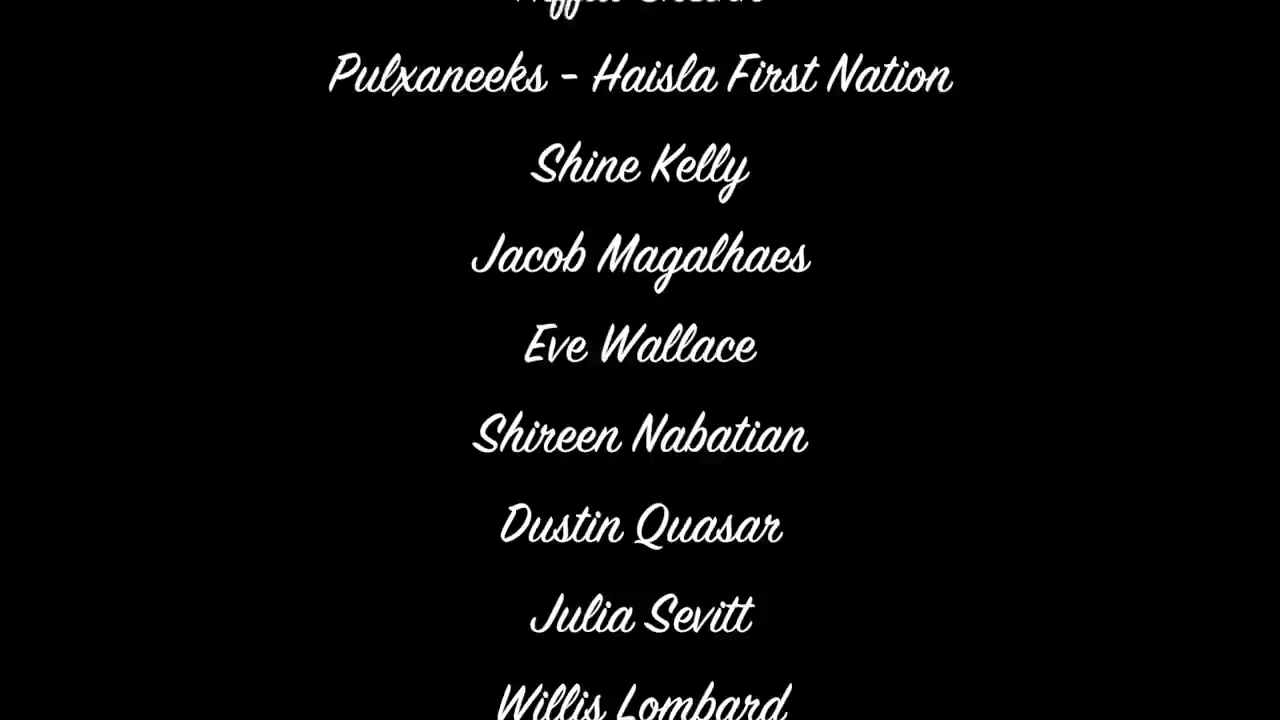 Pulxaneeks - Haisla First Nation
Shine Kelly
Jacob Magalhaes
Eve Wallace
Shireen Nabatian
Dustin Quasar
Julia Sevitt
Willis Lombard